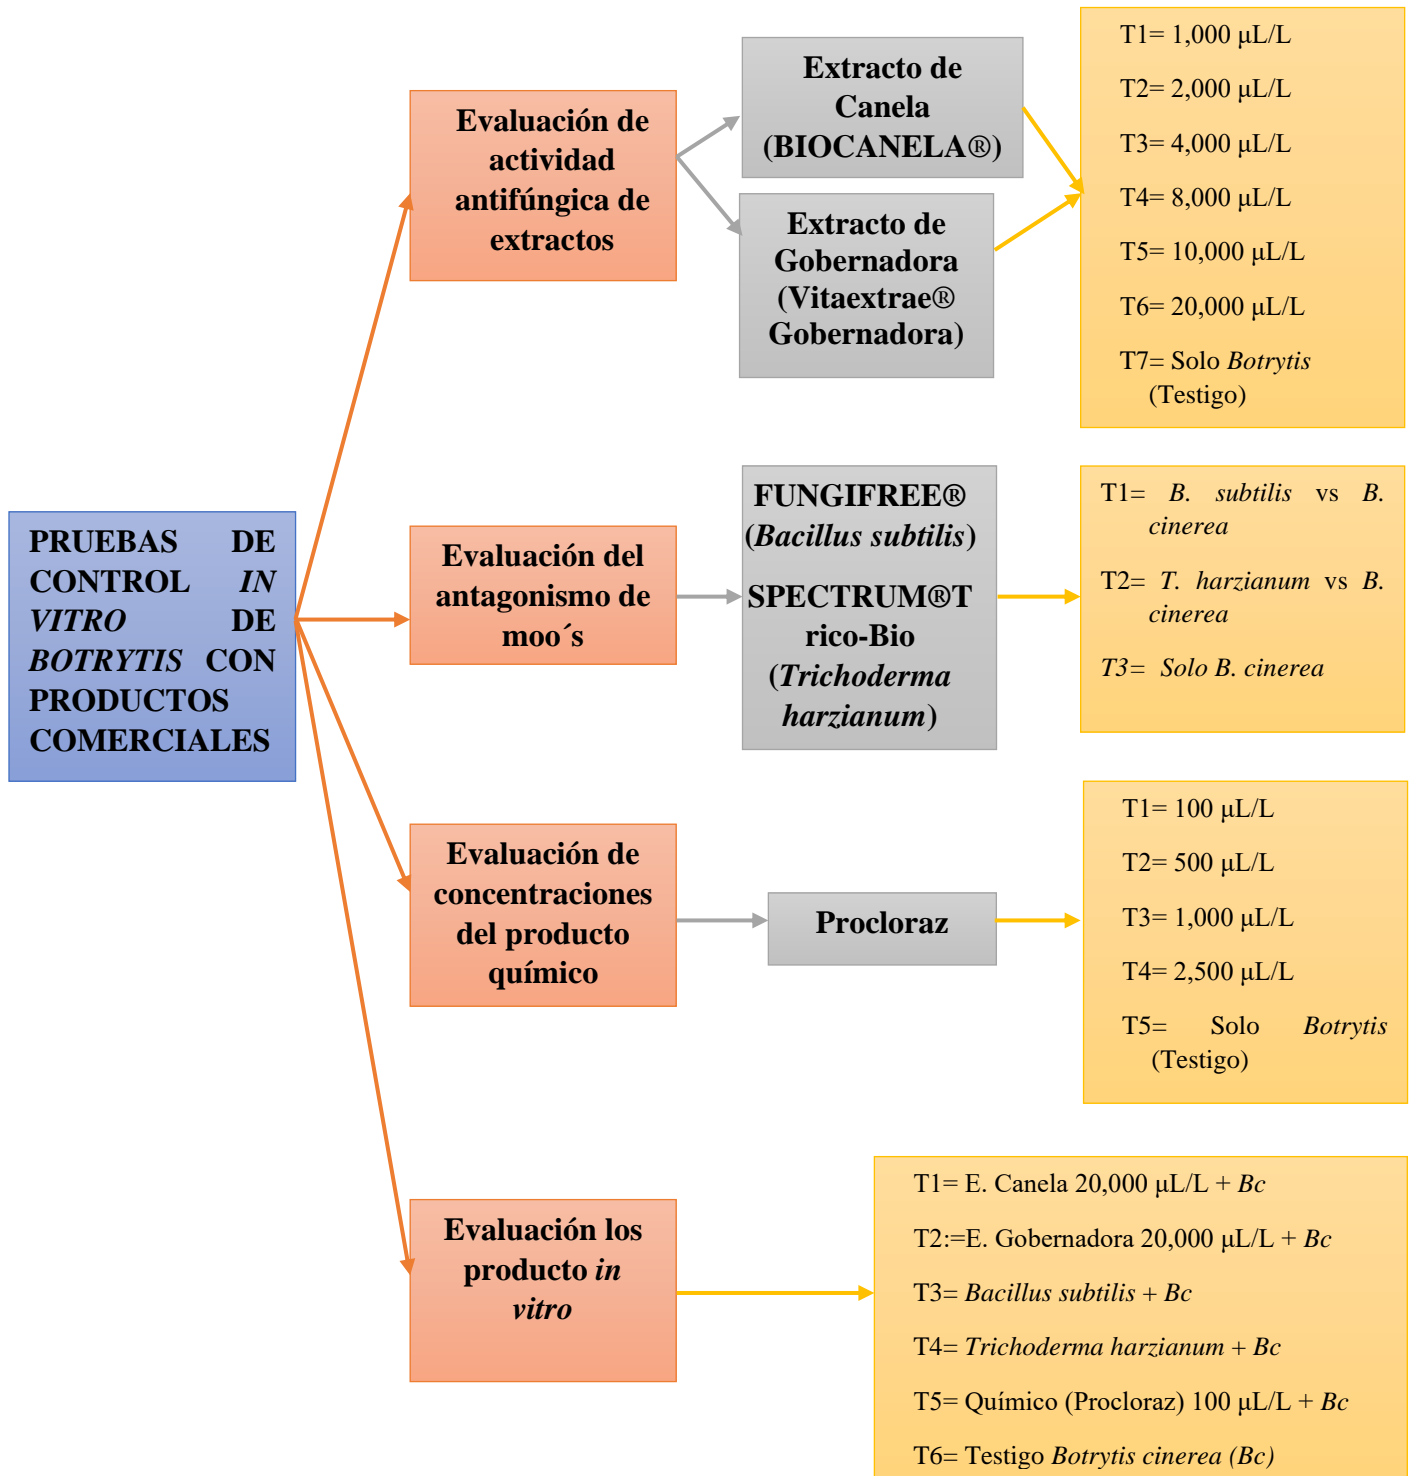 PRUEBAS DE
CONTROL IN
VITRO DE
BOTRYTIS CON
PRODUCTOS
COMERCIALES
Evaluación de
actividad
antifúngica de
extractos
Extracto de
Canela
(BIOCANELA®)
Extracto de
Gobernadora
(Vitaextrae®
Gobernadora)
T1= 1,000 µL/L
T2= 2,000 µL/L
T3= 4,000 µL/L
T4= 8,000 µL/L
T5= 10,000 µL/L
T6= 20,000 µL/L
T7= Solo Botrytis
(Testigo)
Evaluación del
antagonismo de
moo´s
FUNGIFREE®
(Bacillus subtilis)
SPECTRUM®T
rico-Bio
(Trichoderma
harzianum)
T1= B. subtilis vs B.
cinerea
T2= T. harzianum vs B.
cinerea
T3= Solo B. cinerea
Evaluación de
concentraciones
del producto
químico
Procloraz
T1= 100 µL/L
T2= 500 µL/L
T3= 1,000 µL/L
T4= 2,500 µL/L
T5= Solo Botrytis
(Testigo)
Evaluación los
producto in
vitro
T1= E. Canela 20,000 µL/L + Bc
T2:=E. Gobernadora 20,000 µL/L + Bc
T3= Bacillus subtilis + Bc
T4= Trichoderma harzianum + Bc
T5= Químico (Procloraz) 100 µL/L + Bc
T6= Testigo Botrytis cinerea (Bc)